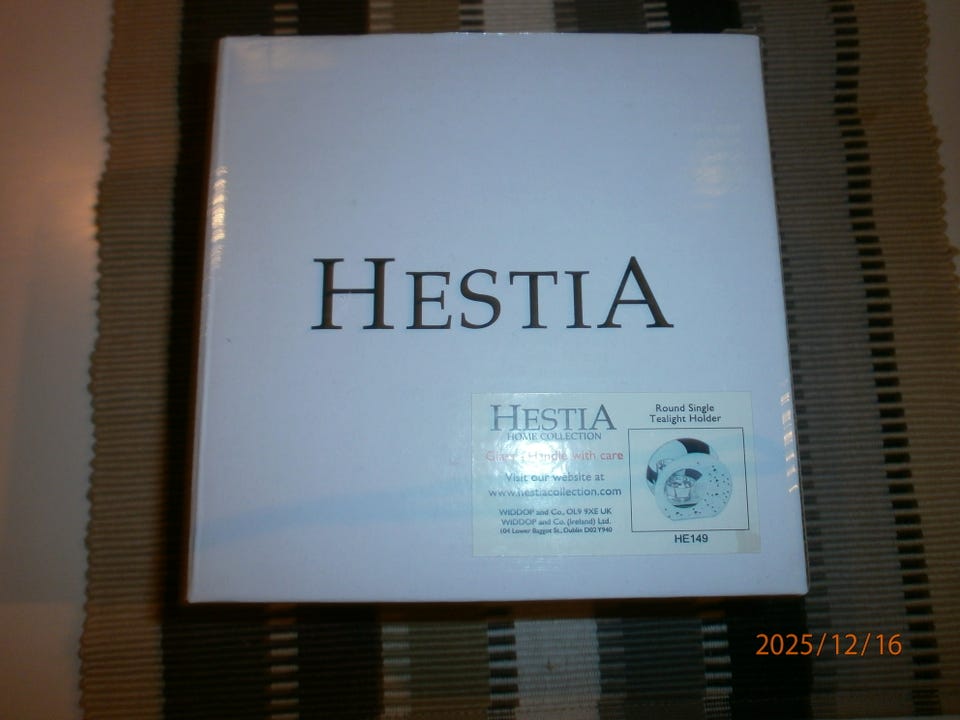 HESTIA
HESTIA
HOME COLLECTION
Glass Handle with care
Visit our website at
www.hestiacollection.com
WIDDOP and Co., OL9 9XE UK
WIDDOP and Co. (Ireland) Ltd.
104 Lower Baggot St., Dublin D02 Y940
Round Single
Tealight Holder
HE149
2025/12/16